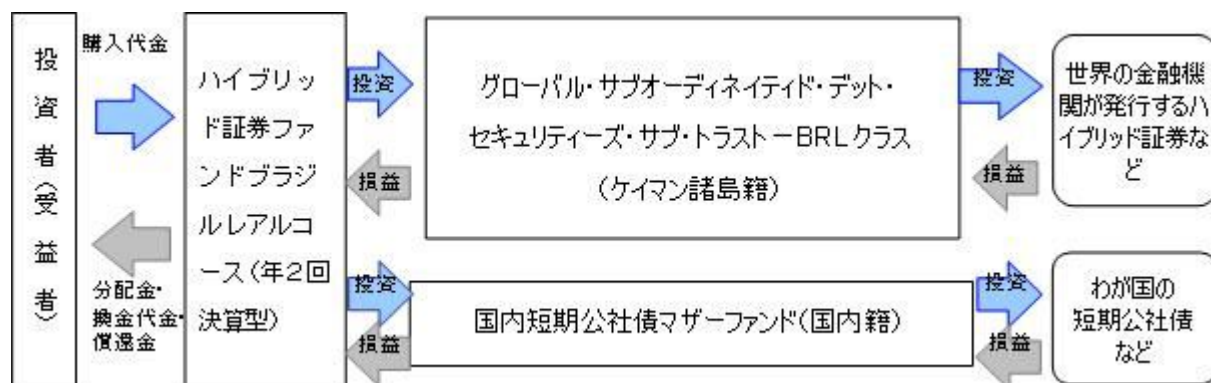 投資者(受益者)
購入代金
分配金・
換金代金・
償還金
ハイブリッ
ド証券ファ
ンドブラジ
ルレアルコ
ース(年2回
決算型)
投資
損益
投資
損益
グローバル・サブオーディネイティド・デット・
セキュリティーズ・サブ・トラスト－BRLクラス
(ケイマン諸島籍)
国内短期公社債マザーファンド(国内籍)
投資
損益
投資
損益
世界の金融機
関が発行するハ
イブリッド証券な
ど
わが国の
短期公社債
など